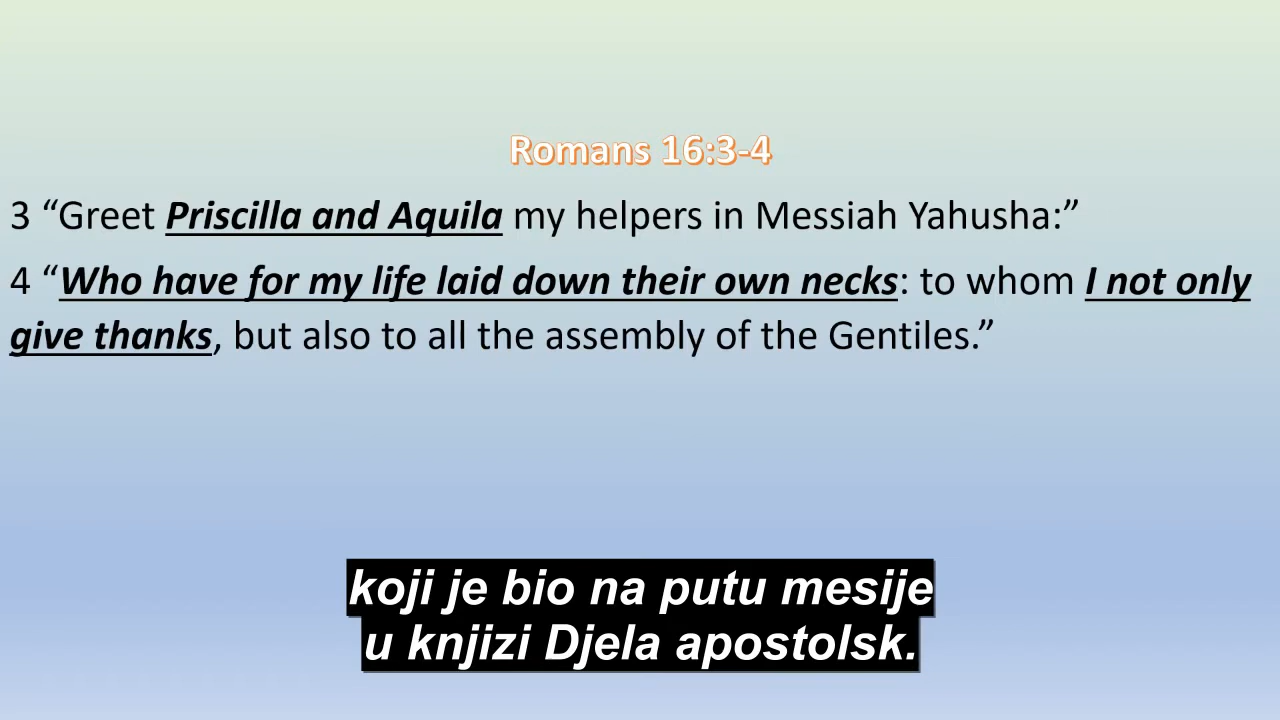 Romans 16:3-4
3 “Greet Priscilla and Aquila my helpers in Messiah Yahusha:”
4 “Who have for my life laid down their own necks: to whom I not only
give thanks, but also to all the assembly of the Gentiles.”
koji je bio na putu mesije
u knjizi Djela apostolsk.